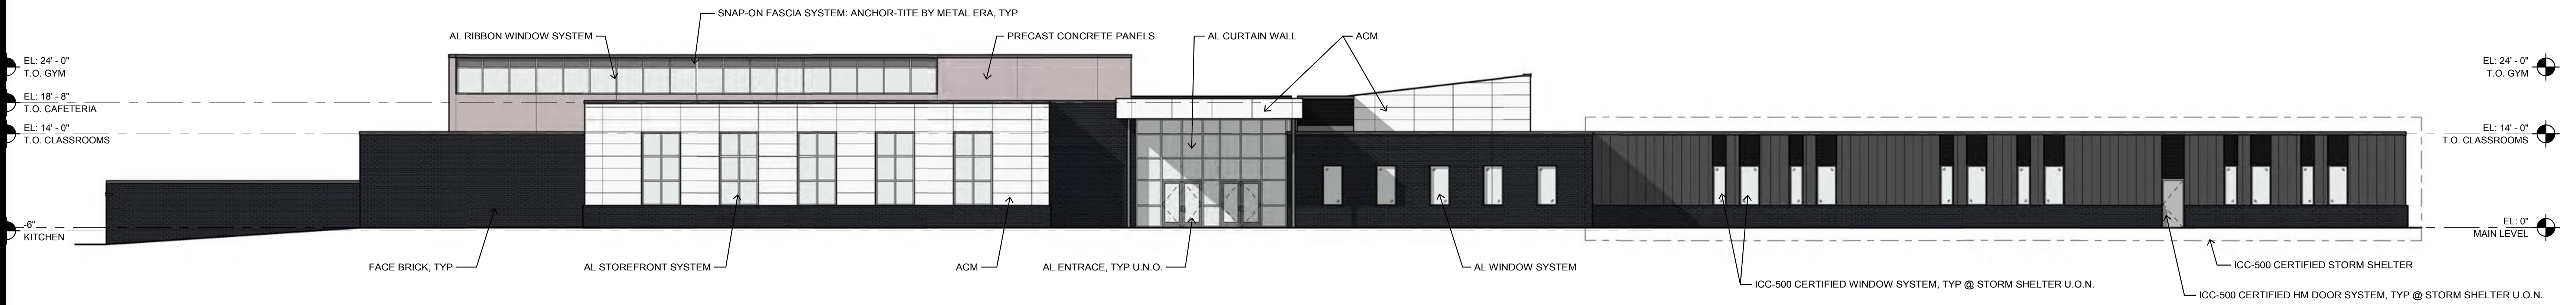 SNAP-ON FASCIA SYSTEM: ANCHOR-TITE BY METAL ERA, TYP
AL RIBBON WINDOW SYSTEM
PRECAST CONCRETE PANELS
AL CURTAIN WALL
ACM
EL: 24' - 0"
T.O. GYM
EL: 24' - 0"
T.O. GYM
EL: 18' - 8"
T.O. CAFETERIA
EL: 14' - 0"
T.O. CLASSROOMS
EL: 14' - 0"
T.O. CLASSROOMS
-6"
KITCHEN
EL: 0"
MAIN LEVEL
FACE BRICK, TYP
AL STOREFRONT SYSTEM
ACM
AL ENTRACE, TYP U.N.O.
AL WINDOW SYSTEM
ICC-500 CERTIFIED STORM SHELTER
ICC-500 CERTIFIED WINDOW SYSTEM, TYP @ STORM SHELTER U.O.N.
ICC-500 CERTIFIED HM DOOR SYSTEM, TYP @ STORM SHELTER U.O.N.